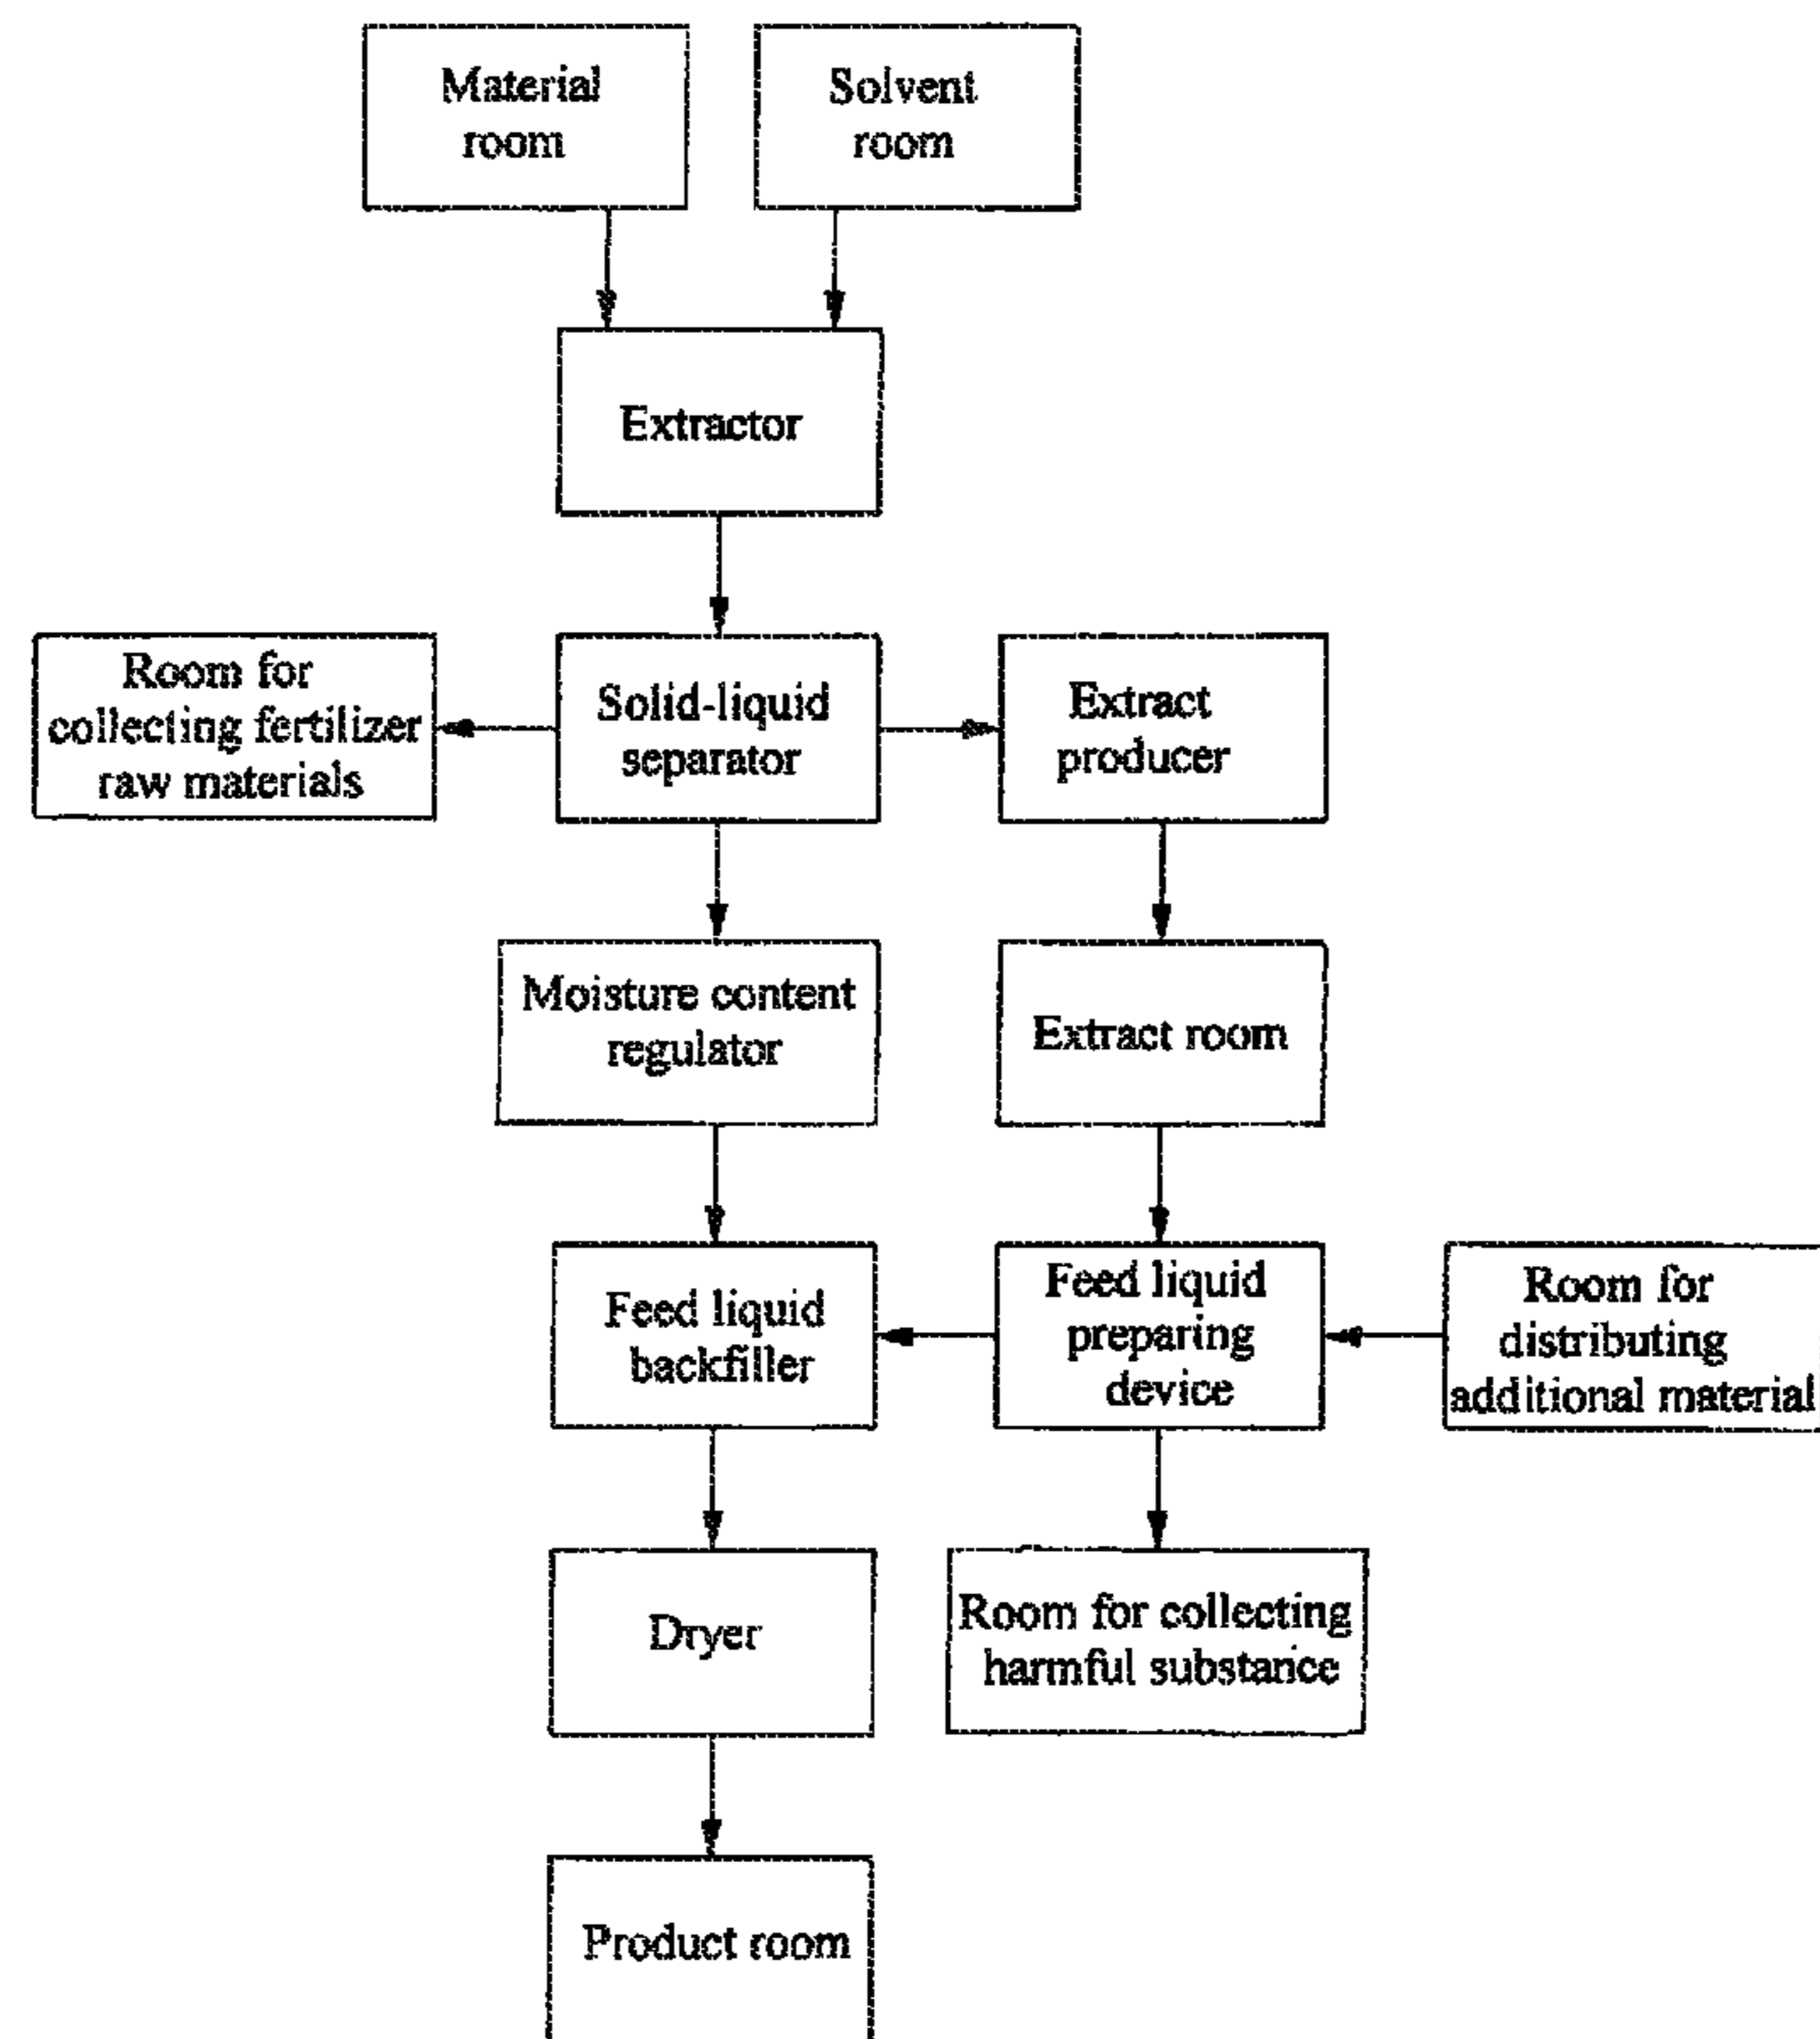 Material
room
Solvent
room
Extractor
Room for
collecting fertilizer
raw materials
Solid-liquid
separator
Extract
producer
Moisture content
regulator
Extract room
Feed liquid
backfiller
Feed liquid
preparing
device
Room for
distributing
additional material
Dryer
Room for collecting
harmful substance
Product room